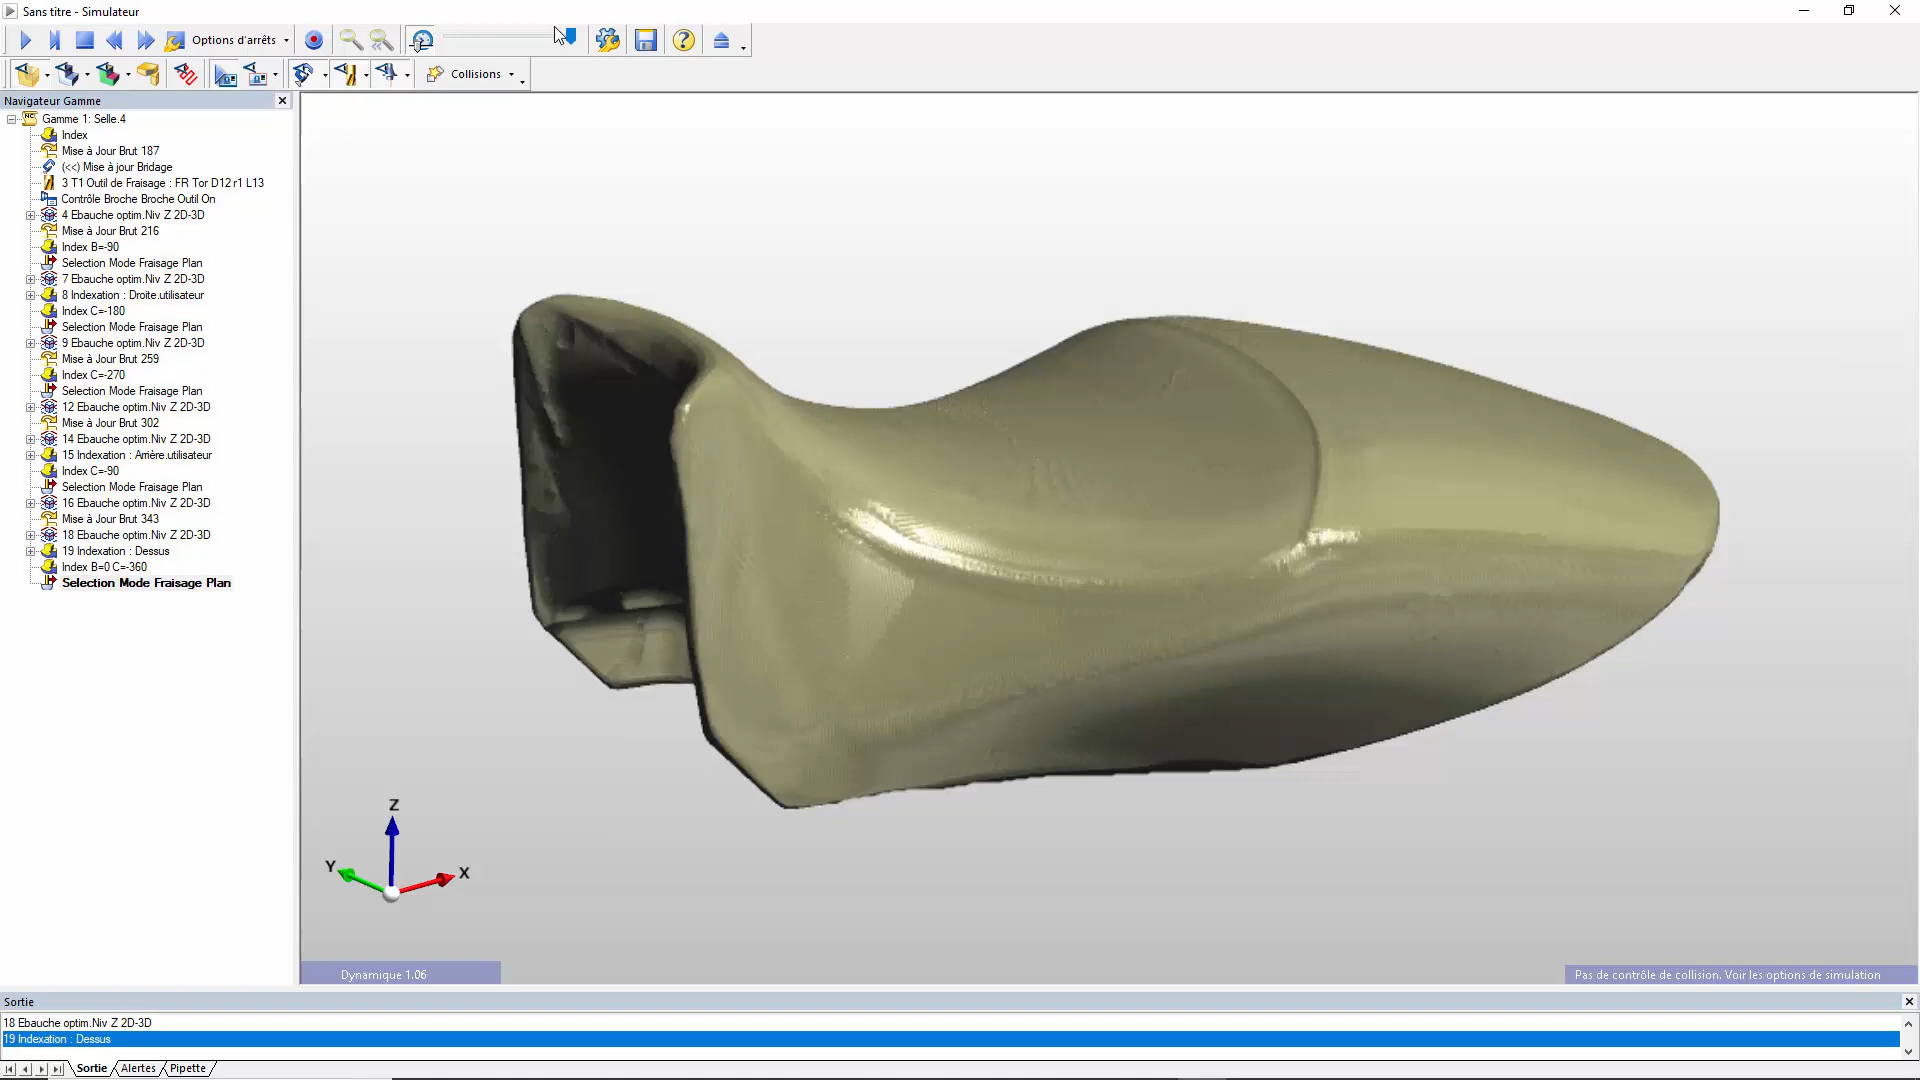 Sans titre - Simulateur
Options d'arrêts
Collisions
Navigateur Gamme
Gamme 1: Selle.4
Index
Mise à Jour Brut 187
(<<) Mise à jour Bridage
3 T1 Outil de Fraisage : FR Tor D12 r1 L13
Contrôle Broche Broche Outil On
4 Ebauche optim.Niv Z 2D-3D
Mise à Jour Brut 216
Index B=-90
Selection Mode Fraisage Plan
7 Ebauche optim.Niv Z 2D-3D
8 Indexation : Droite.utilisateur
Index C=-180
Selection Mode Fraisage Plan
9 Ebauche optim.Niv Z 2D-3D
Mise à Jour Brut 259
Index C=-270
Selection Mode Fraisage Plan
12 Ebauche optim.Niv Z 2D-3D
Mise à Jour Brut 302
14 Ebauche optim.Niv Z 2D-3D
15 Indexation : Arrière.utilisateur
Index C=-90
Selection Mode Fraisage Plan
16 Ebauche optim.Niv Z 2D-3D
Mise à Jour Brut 343
18 Ebauche optim.Niv Z 2D-3D
19 Indexation : Dessus
Index B=0 C=-360
Selection Mode Fraisage Plan
Z
Y
X
Dynamique 1.06
Pas de contrôle de collision. Voir les options de simulation
Sortie
18 Ebauche optim.Niv Z 2D-3D
19 Indexation : Dessus
Sortie
Alertes
Pipette